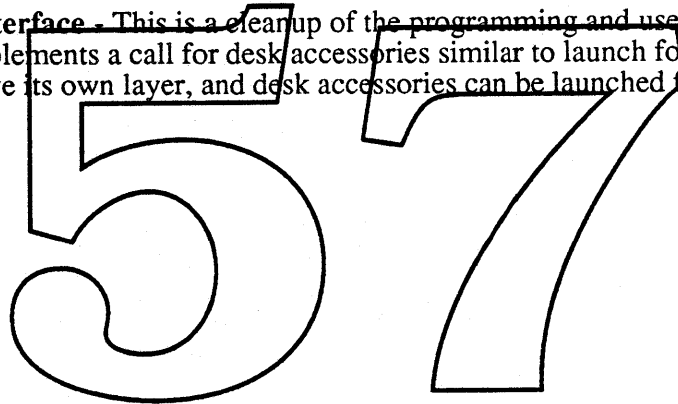 terface - This is a cleanup of the programming and use
plements a call for desk accessories similar to launch fo
ve its own layer, and desk accessories can be launched f
57